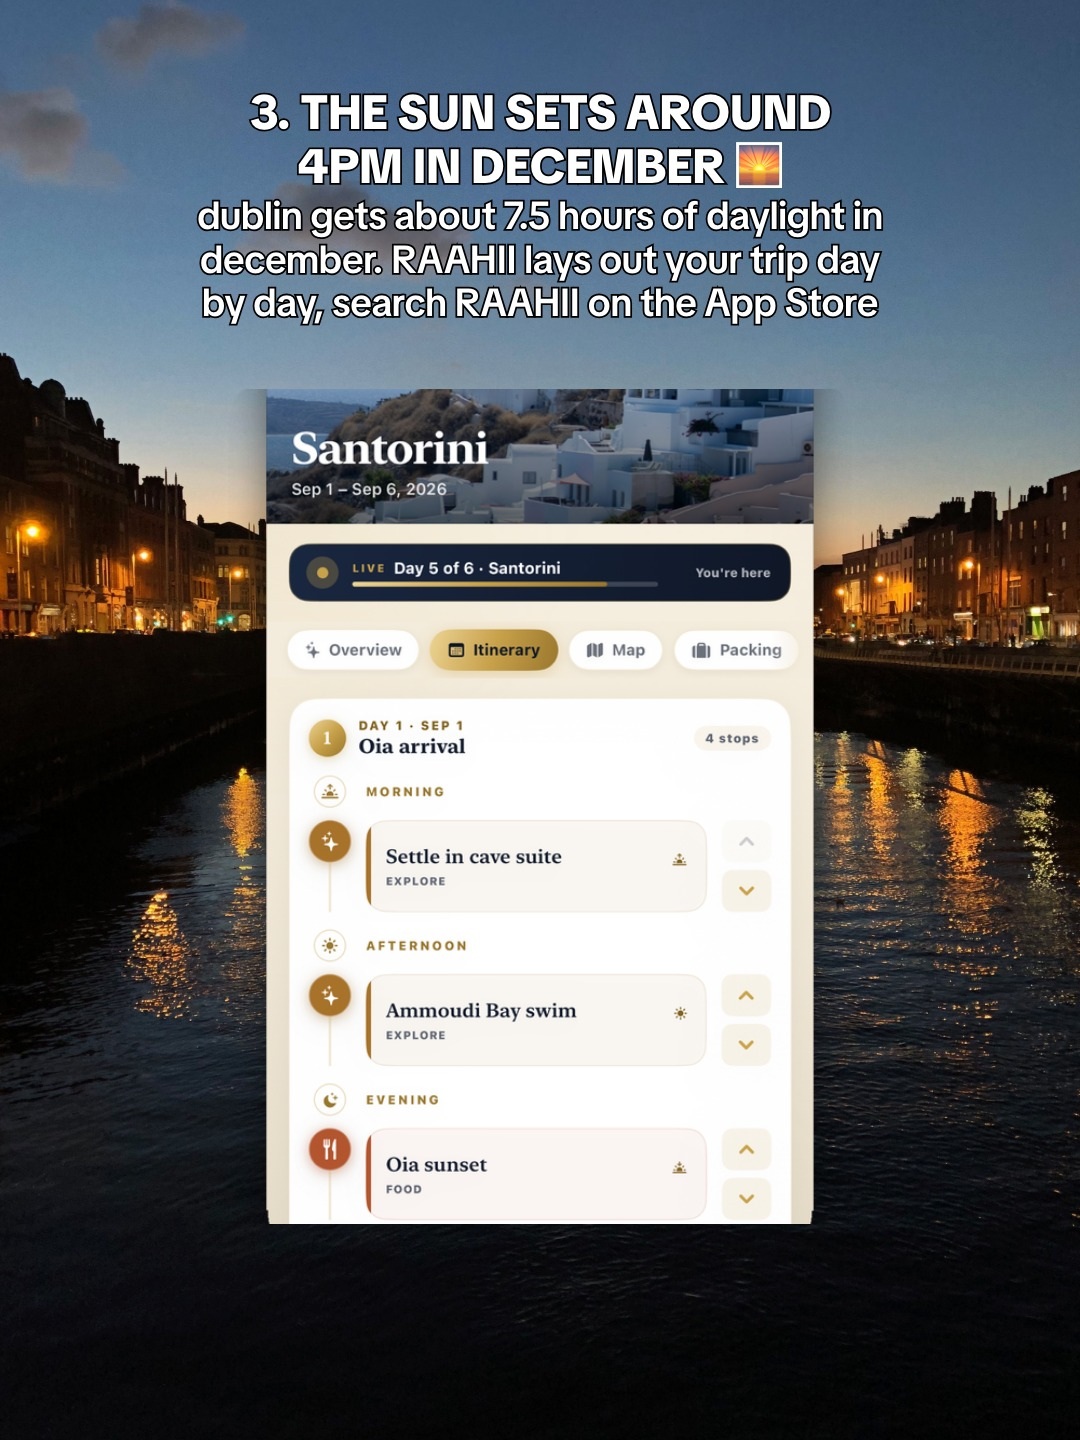 3. THE SUN SETS AROUND
4PM IN DECEMBER 🌅
dublin gets about 7.5 hours of daylight in
december. RAAHII lays out your trip day
by day, search RAAHII on the App Store
Santorini
Sep 1 – Sep 6, 2026
LIVE Day 5 of 6 · Santorini
You're here
Overview
Itinerary
Map
Packing
1
DAY 1 · SEP 1
Oia arrival
4 stops
MORNING
Settle in cave suite
EXPLORE
AFTERNOON
Ammoudi Bay swim
EXPLORE
EVENING
Oia sunset
FOOD